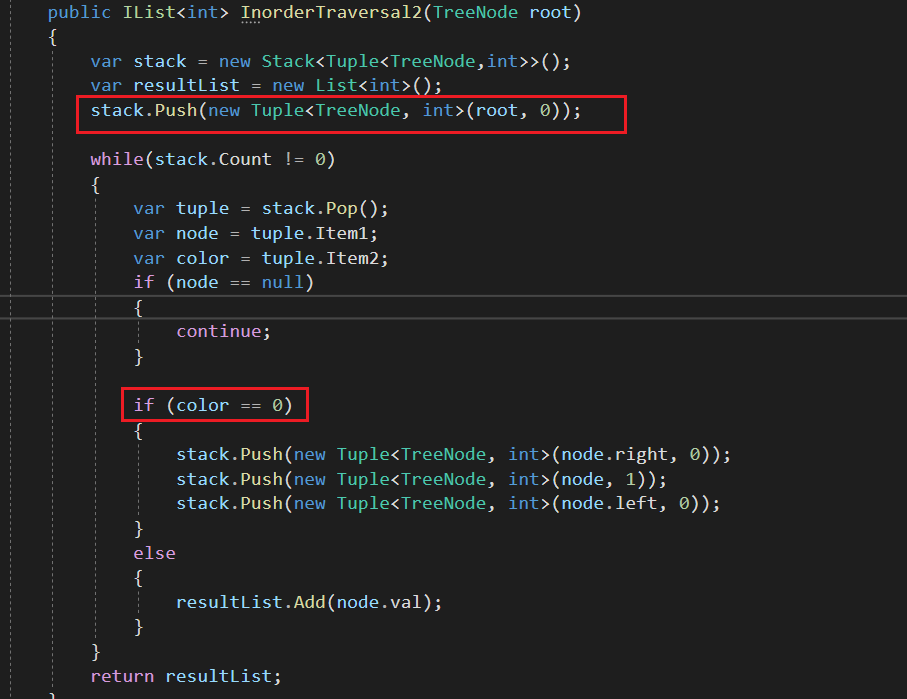 public IList<int> InorderTraversal2(TreeNode root)
{
var stack = new Stack<Tuple<TreeNode,int>>();
var resultList = new List<int>();
stack.Push(new Tuple<TreeNode, int>(root, 0));
while(stack.Count != 0)
{
var tuple = stack.Pop();
var node = tuple.Item1;
var color = tuple.Item2;
if (node == null)
{
continue;
}
if (color == 0)
{
stack.Push(new Tuple<TreeNode, int>(node.right, 0));
stack.Push(new Tuple<TreeNode, int>(node, 1));
stack.Push(new Tuple<TreeNode, int>(node.left, 0));
}
else
{
resultList.Add(node.val);
}
}
return resultList;
}